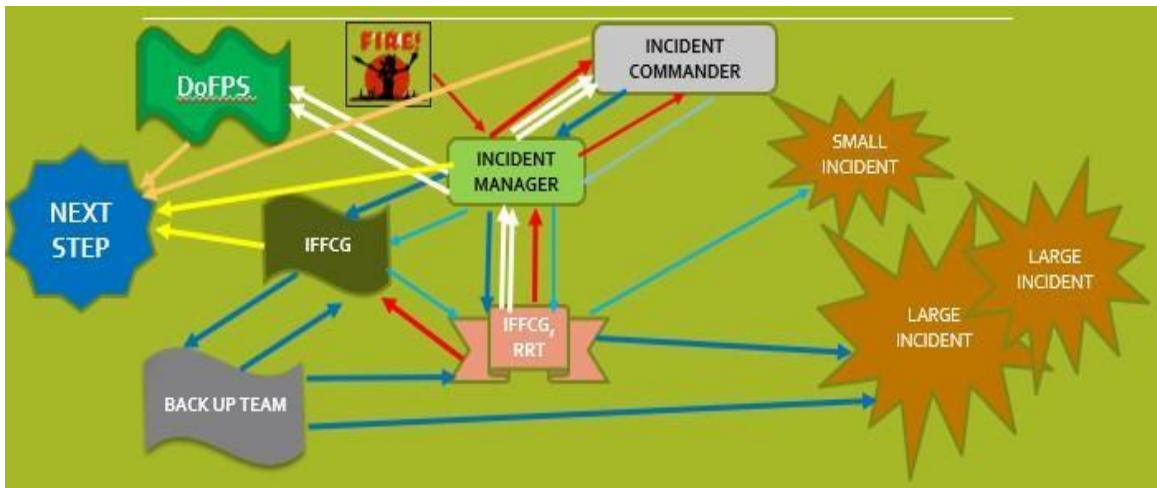 FIRE!
INCIDENT
COMMANDER
DoFPS
INCIDENT
MANAGER
SMALL
INCIDENT
NEXT
STEP
IFFCG
LARGE
INCIDENT
IFFCG,
RRT
LARGE
INCIDENT
BACK UP TEAM